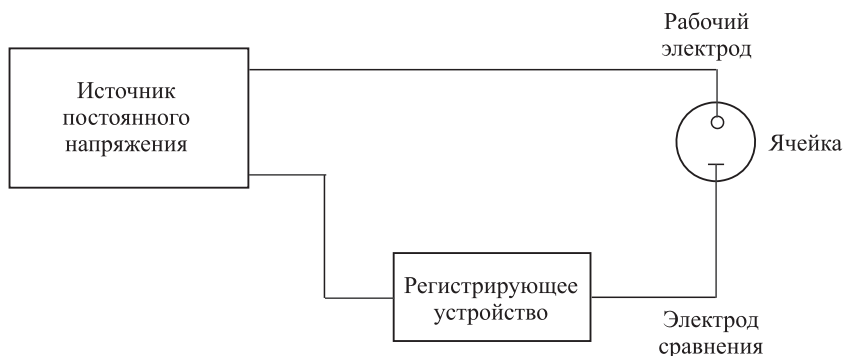 Рабочий
электрод
Источник
постоянного
напряжения
Ячейка
Регистрирующее
устройство
Электрод
сравнения